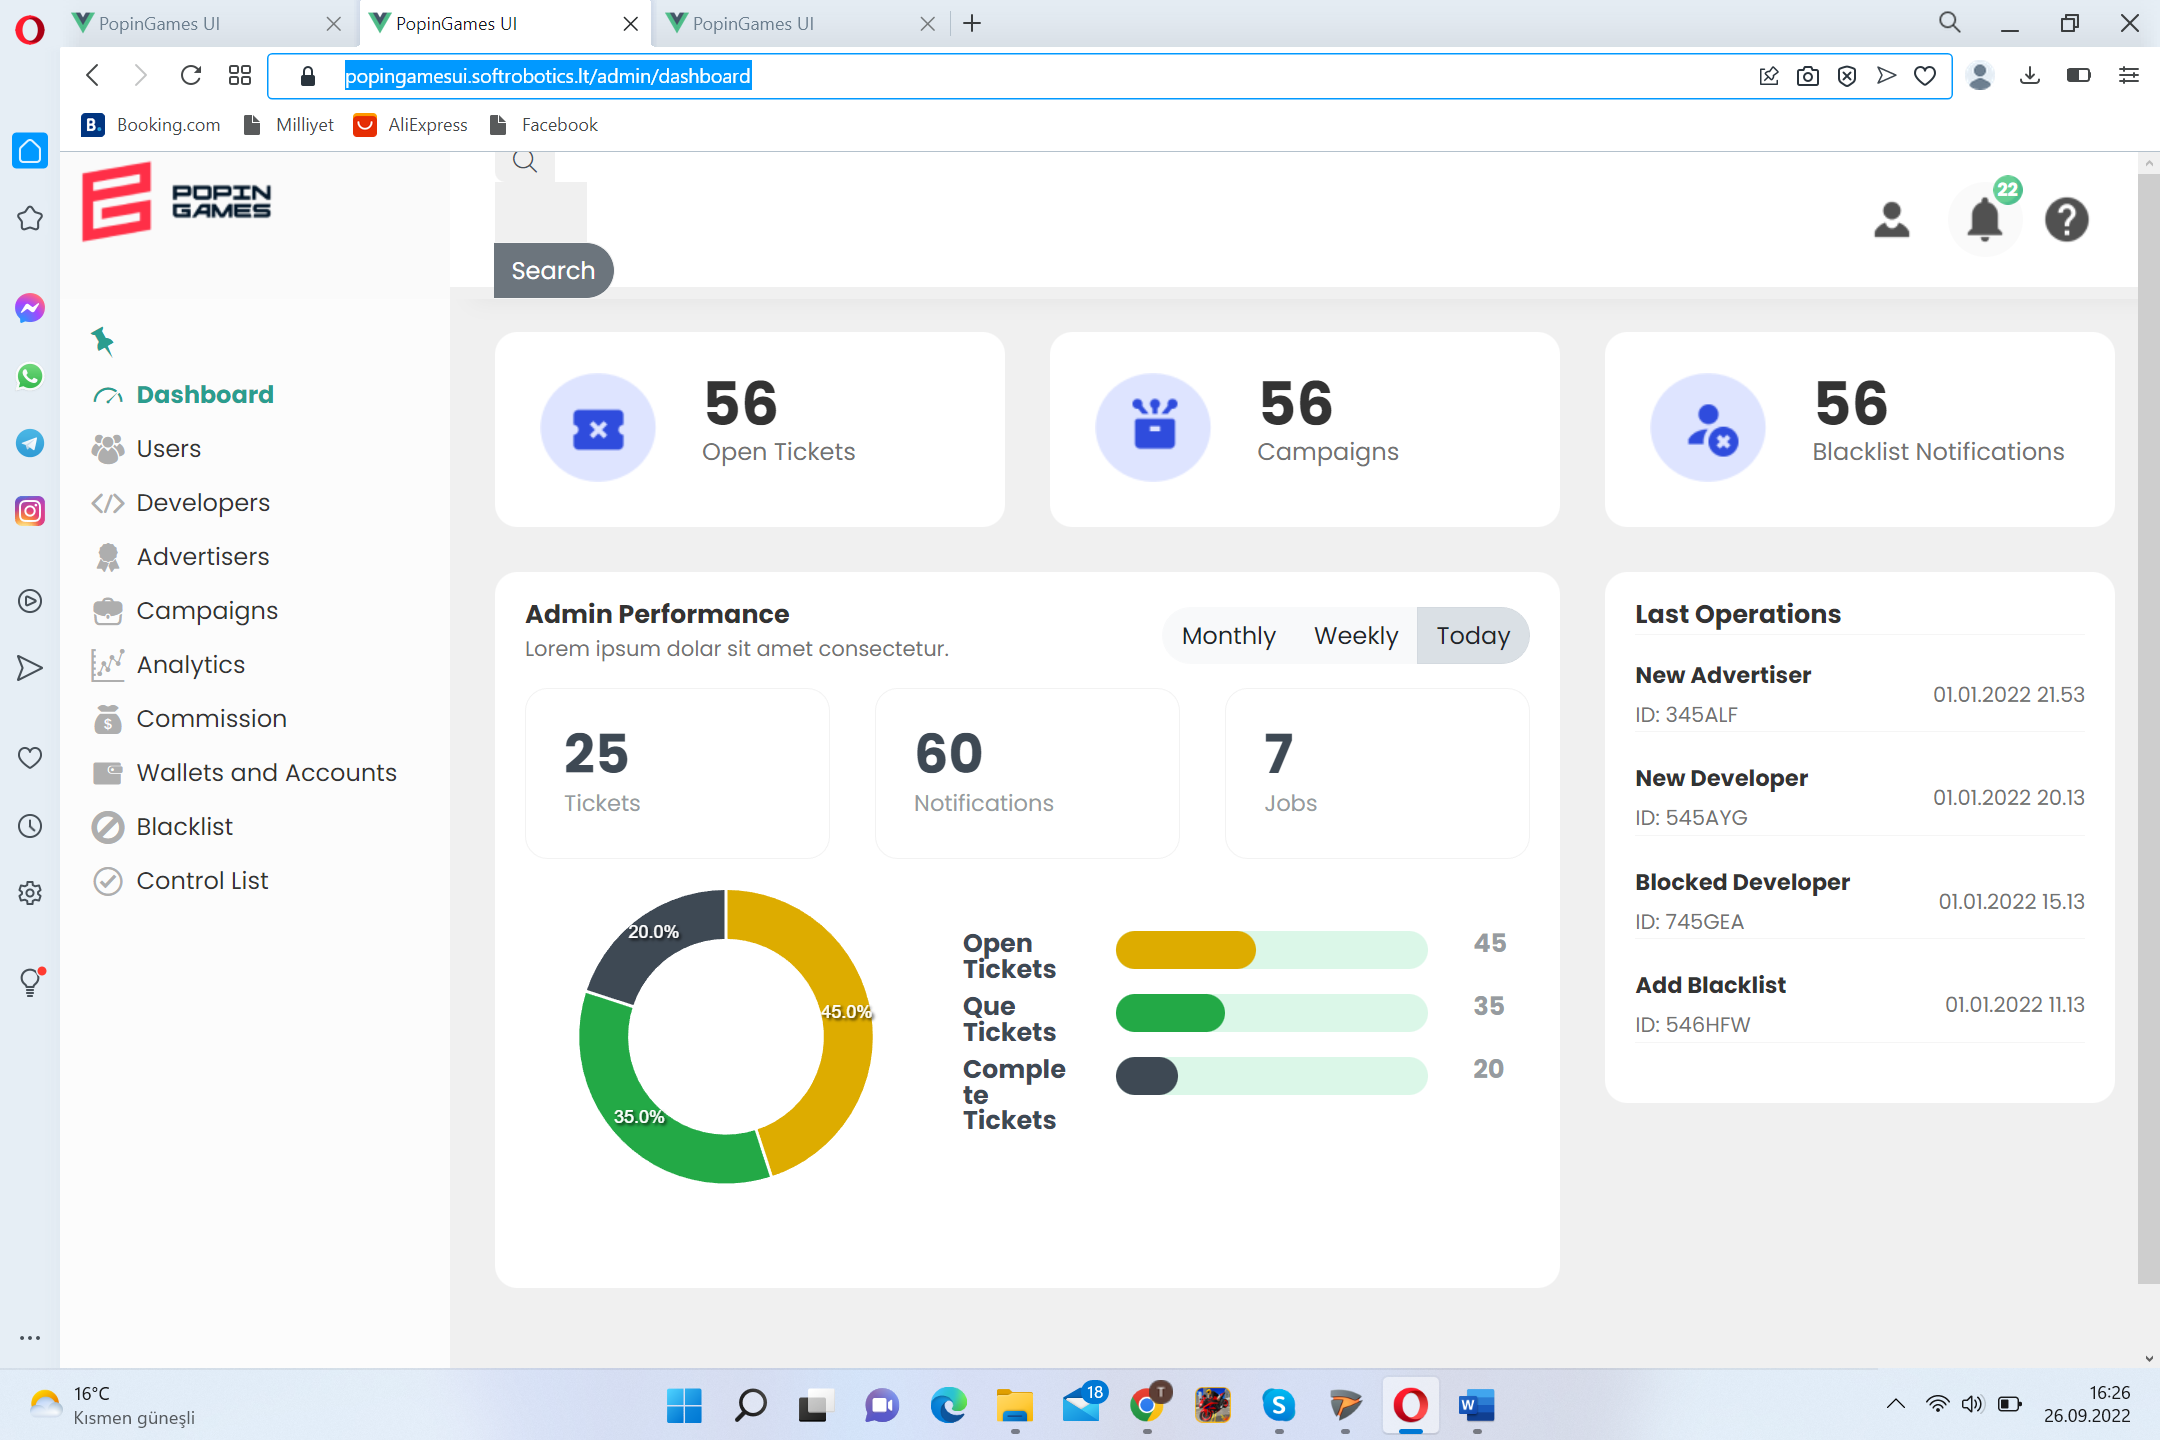 PopinGames UI
PopinGames UI
PopinGames UI
popingamesui.softrobotics.lt/admin/dashboard
B. Booking.com
Milliyet
AliExpress
Facebook
POPIN
GAMES
Search
22
Dashboard
Users
Developers
Advertisers
Campaigns
Analytics
Commission
Wallets and Accounts
Blacklist
Control List
56
Open Tickets
56
Campaigns
56
Blacklist Notifications
Admin Performance
Lorem ipsum dolar sit amet consectetur.
Monthly Weekly Today
25
Tickets
60
Notifications
7
Jobs
20.0%
45.0%
35.0%
Open
Tickets
45
Que
Tickets
35
Comple
te
Tickets
20
Last Operations
New Advertiser
ID: 345ALF
01.01.2022 21.53
New Developer
ID: 545AYG
01.01.2022 20.13
Blocked Developer
ID: 745GEA
01.01.2022 15.13
Add Blacklist
ID: 546HFW
01.01.2022 11.13
16°C
Kısmen güneşli
18
T
S
W
16:26
26.09.2022